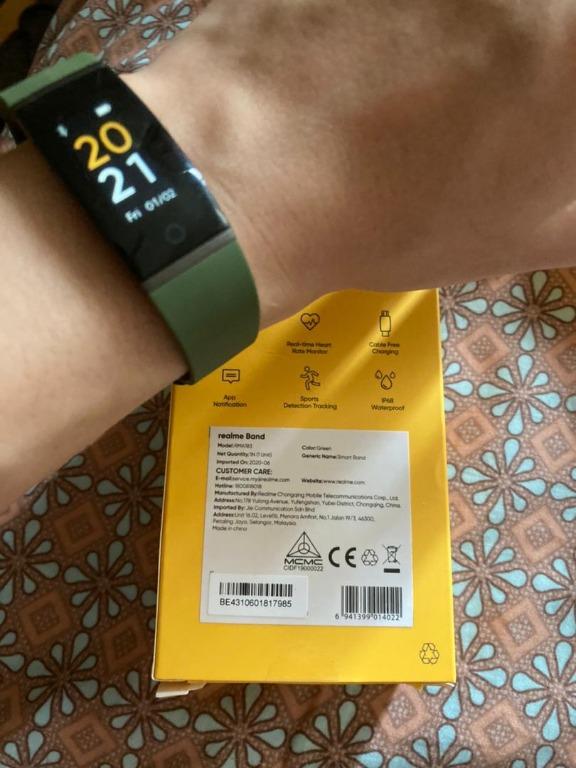 20
21
Fri 01/02
Real-time Heart
Rate Monitor
Cable Free
Charging
App
Notification
Sports
Detection Tracking
IP68
Waterproof
realme Band
Model:RMA183
Color:Green
Net Quantity:1N (1 Unit)
Generic Name:Smart Band
Imported On: 2020-06
CUSTOMER CARE:
E-mail:service.my@realme.com
Website:www.realme.com
Hotline: 1800818018
Manufactured By:Realme Chongqing Mobile Telecommunications Corp., Ltd.
Address:No.178 Yulong Avenue, Yufengshan, Yubei District, Chongqing, China.
Imported By: Jie Communication Sdn Bhd
Address:Unit 16.02, Level16, Menara Amfirst, No.1 Jalan 19/3, 46300,
Petaling Jaya, Selangor, Malaysia.
Made in china
MCMC
CIDF19000022
CE
BE4310601817985
6 941399 014022